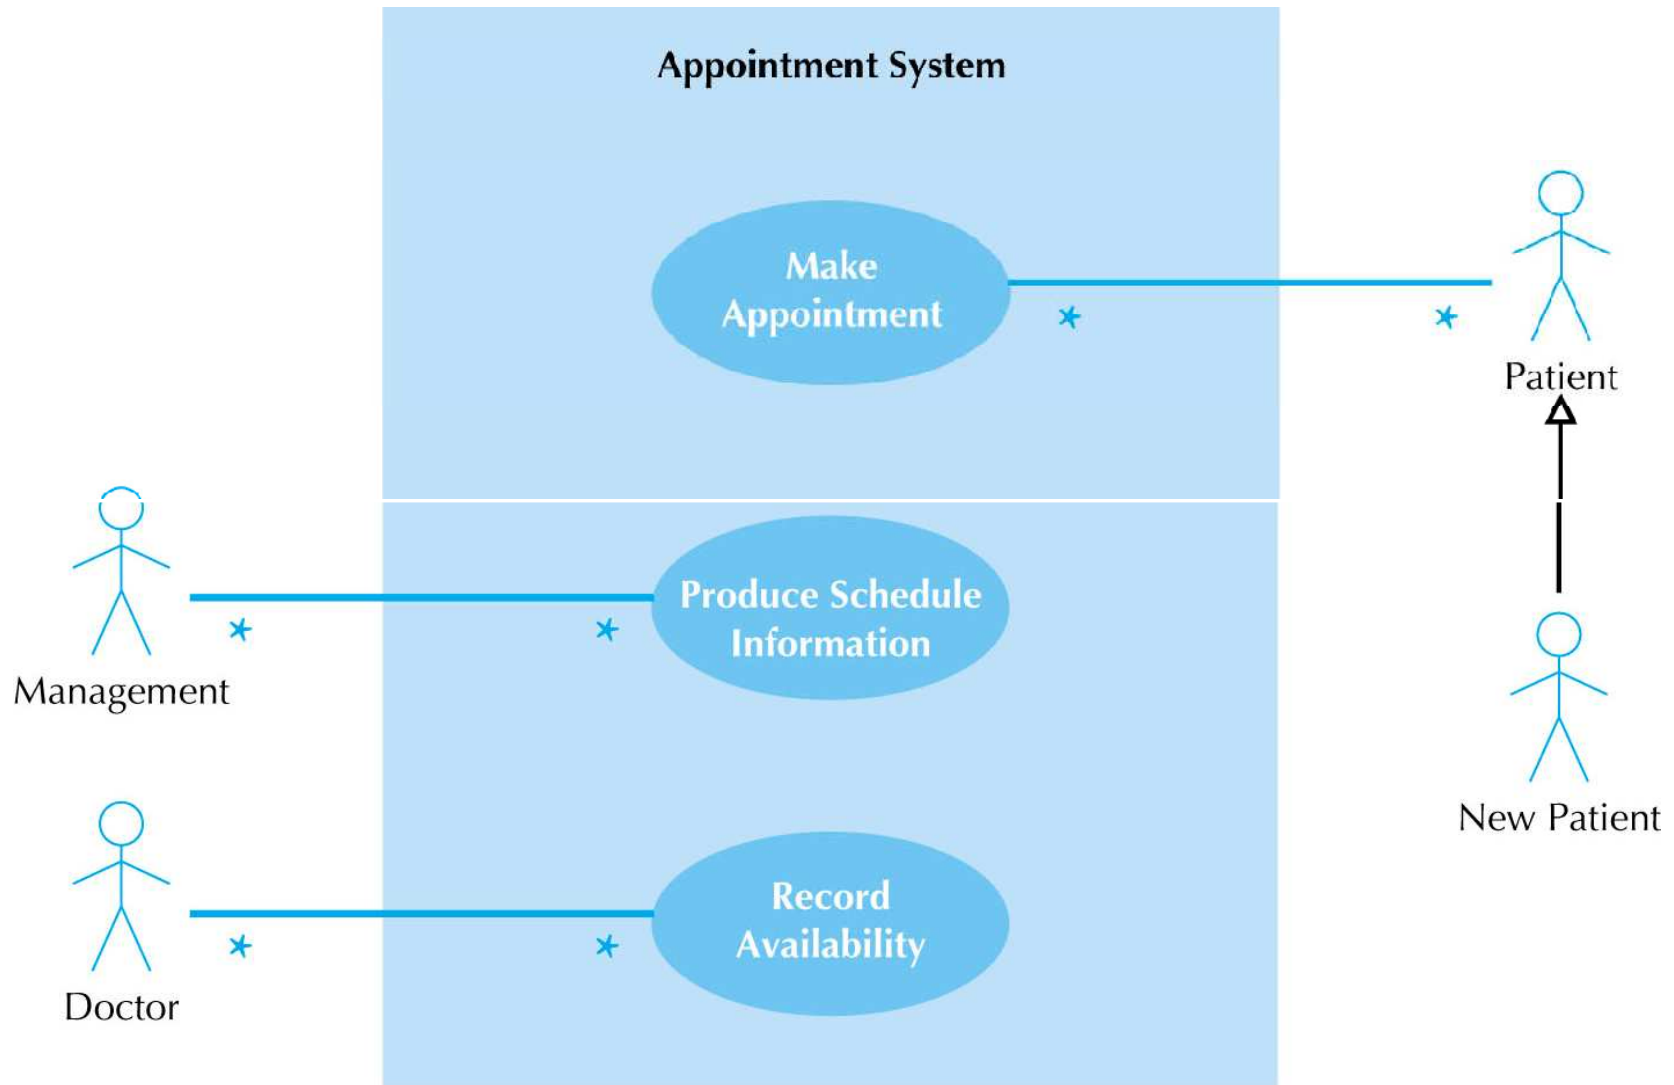 Appointment System
Make
Appointment
*
*
Patient
Produce Schedule
Information
*
*
Management
New Patient
Record
Availability
*
*
Doctor